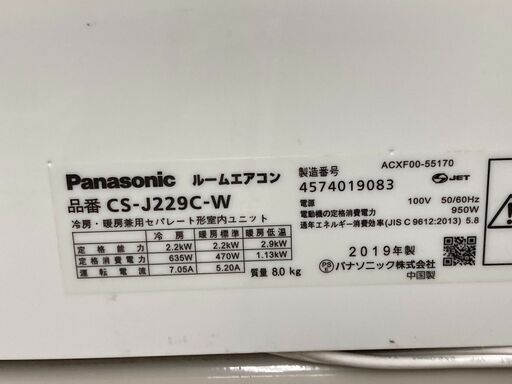 Panasonic ルームエアコン
品番 CS-J229C-W
冷房・暖房兼用セパレート形室内ユニット
冷房 暖房標準 暖房低温
定格能力 2.2kW 2.2kW 2.9kW
定格消費電力 635W 470W 1.13kW
運転電流 7.05A 5.20A
質量 8.0 kg
ACXF00-55170
製造番号
4574019083
JET
電源 100V 50/60Hz
電動機の定格消費電力 950W
通年エネルギー消費効率(JIS C 9612:2013) 5.8
2019年製
PS E パナソニック株式会社
中国製